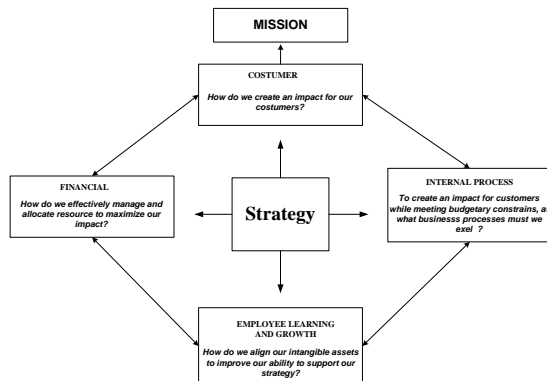 MISSION
COSTUMER
How do we create an impact for our
costumers?
FINANCIAL
How do we effectively manage and
allocate resource to maximize our
impact?
Strategy
INTERNAL PROCESS
To create an impact for customers
while meeting budgetary constrains, a
what businesss processes must we
exel ?
EMPLOYEE LEARNING
AND GROWTH
How do we align our intangible assets
to improve our ability to support our
strategy?